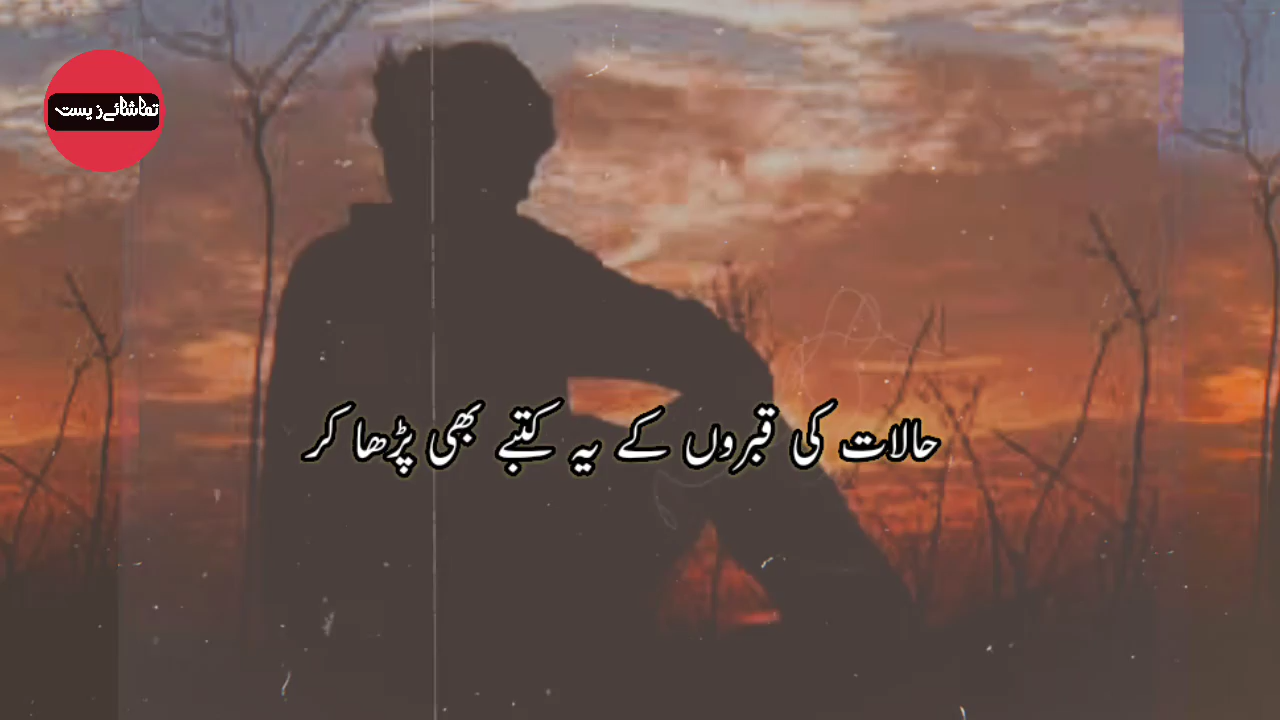 تماشائے زیست
حالات کی قبروں کے یہ کتبے بھی پڑھا کر